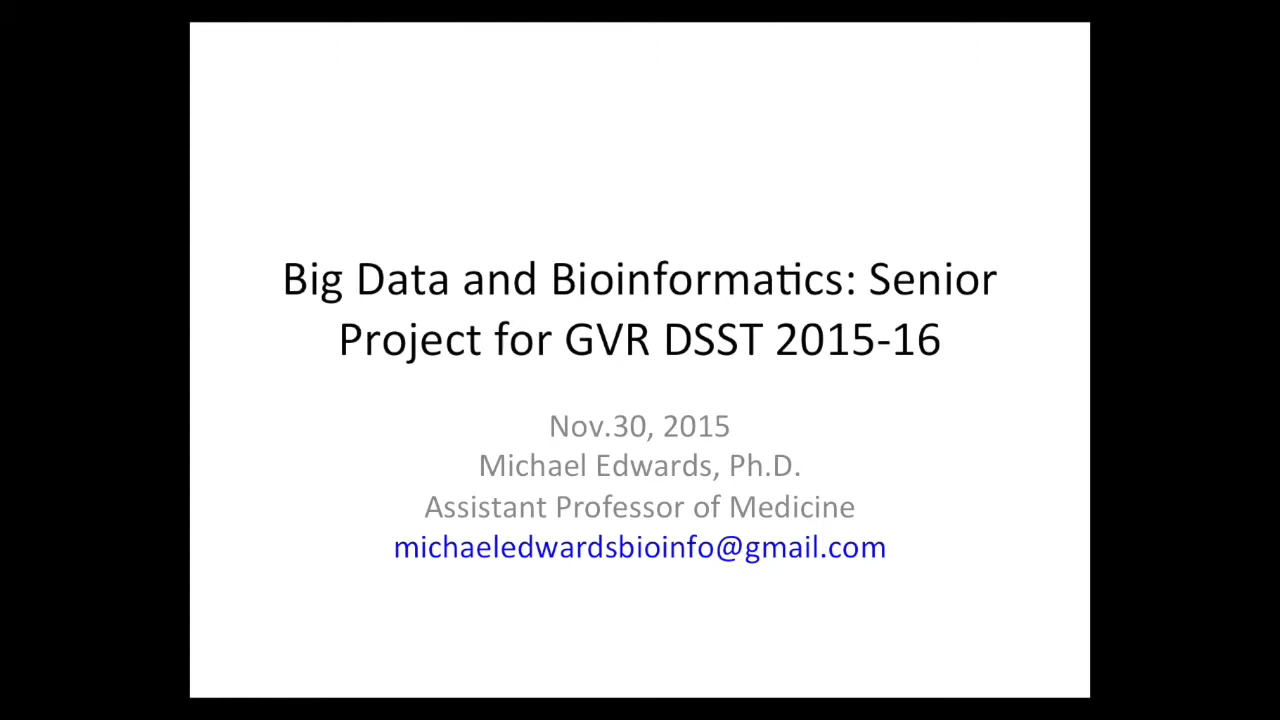 Big Data and Bioinformatics: Senior
Project for GVR DSST 2015-16
Nov.30, 2015
Michael Edwards, Ph.D.
Assistant Professor of Medicine
michaeledwardsbioinfo@gmail.com